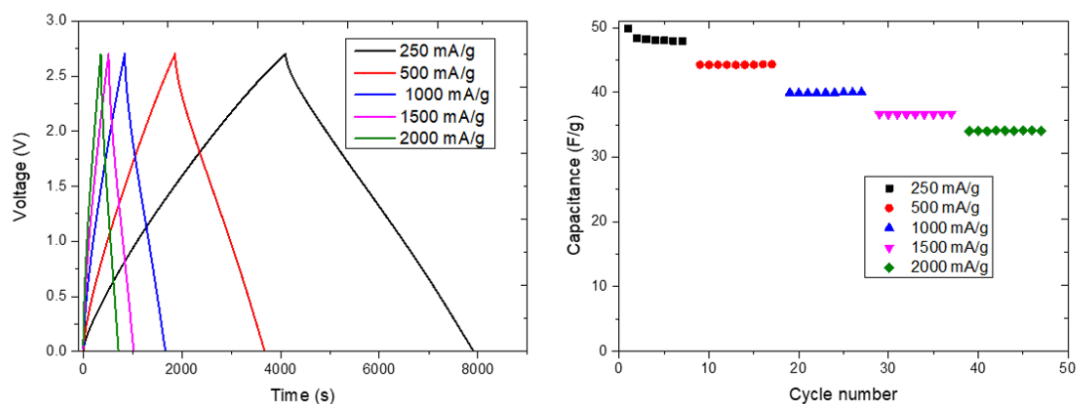 3.0
2.5
2.0
1.5
1.0
0.5
0.0
Voltage (V)
0
2000
4000
6000
8000
Time (s)
250 mA/g
500 mA/g
1000 mA/g
1500 mA/g
2000 mA/g
50
40
30
20
10
0
Capacitance (F/g)
0
10
20
30
40
50
Cycle number
250 mA/g
500 mA/g
1000 mA/g
1500 mA/g
2000 mA/g